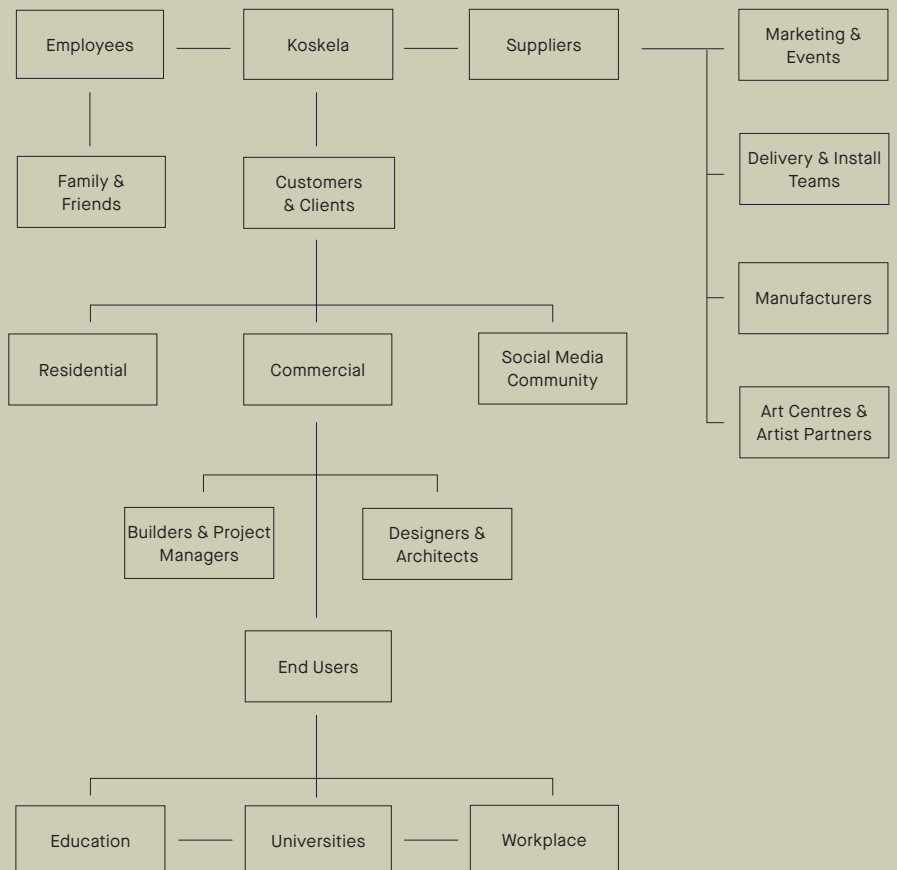 Employees
Koskela
Suppliers
Marketing &
Events
Family &
Friends
Customers
& Clients
Delivery & Install
Teams
Manufacturers
Residential
Commercial
Social Media
Community
Art Centres &
Artist Partners
Builders & Project
Managers
Designers &
Architects
End Users
Education
Universities
Workplace